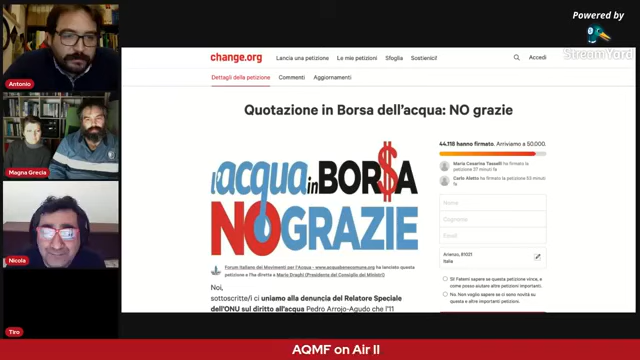 Powered by
StreamYard
Antonio
Magna Grecia
Nicola
Tiro
change.org
Lancia una petizione
Le mie petizioni
Sfoglia
Sostienici!
Accedi
Dettagli della petizione
Commenti
Aggiornamenti
Quotazione in Borsa dell'acqua: NO grazie
l'acqua in BOR$A
NO GRAZIE
44.118 hanno firmato. Arriviamo a 50.000.
Maria Cesarina Tasselli ha firmato la petizione 37 minuti fa
Carlo Aletto ha firmato la petizione 53 minuti fa
Nome
Cognome
Email
Arienzo, 81021
Italia
Sì! Fatemi sapere se questa petizione vince, e
come posso aiutare altre petizioni importanti.
No. Non voglio sapere se ci sono novità su
questa e altre petizioni importanti.
Forum Italiano dei Movimenti per l'Acqua - www.acquabenecomune.org ha lanciato questa
petizione e l'ha diretta a Mario Draghi (Presidente del Consiglio dei Ministri)
Noi,
sottoscritte/i ci uniamo alla denuncia del Relatore Speciale
dell'ONU sul diritto all'acqua Pedro Arrojo-Agudo che l'11
AQMF on Air II